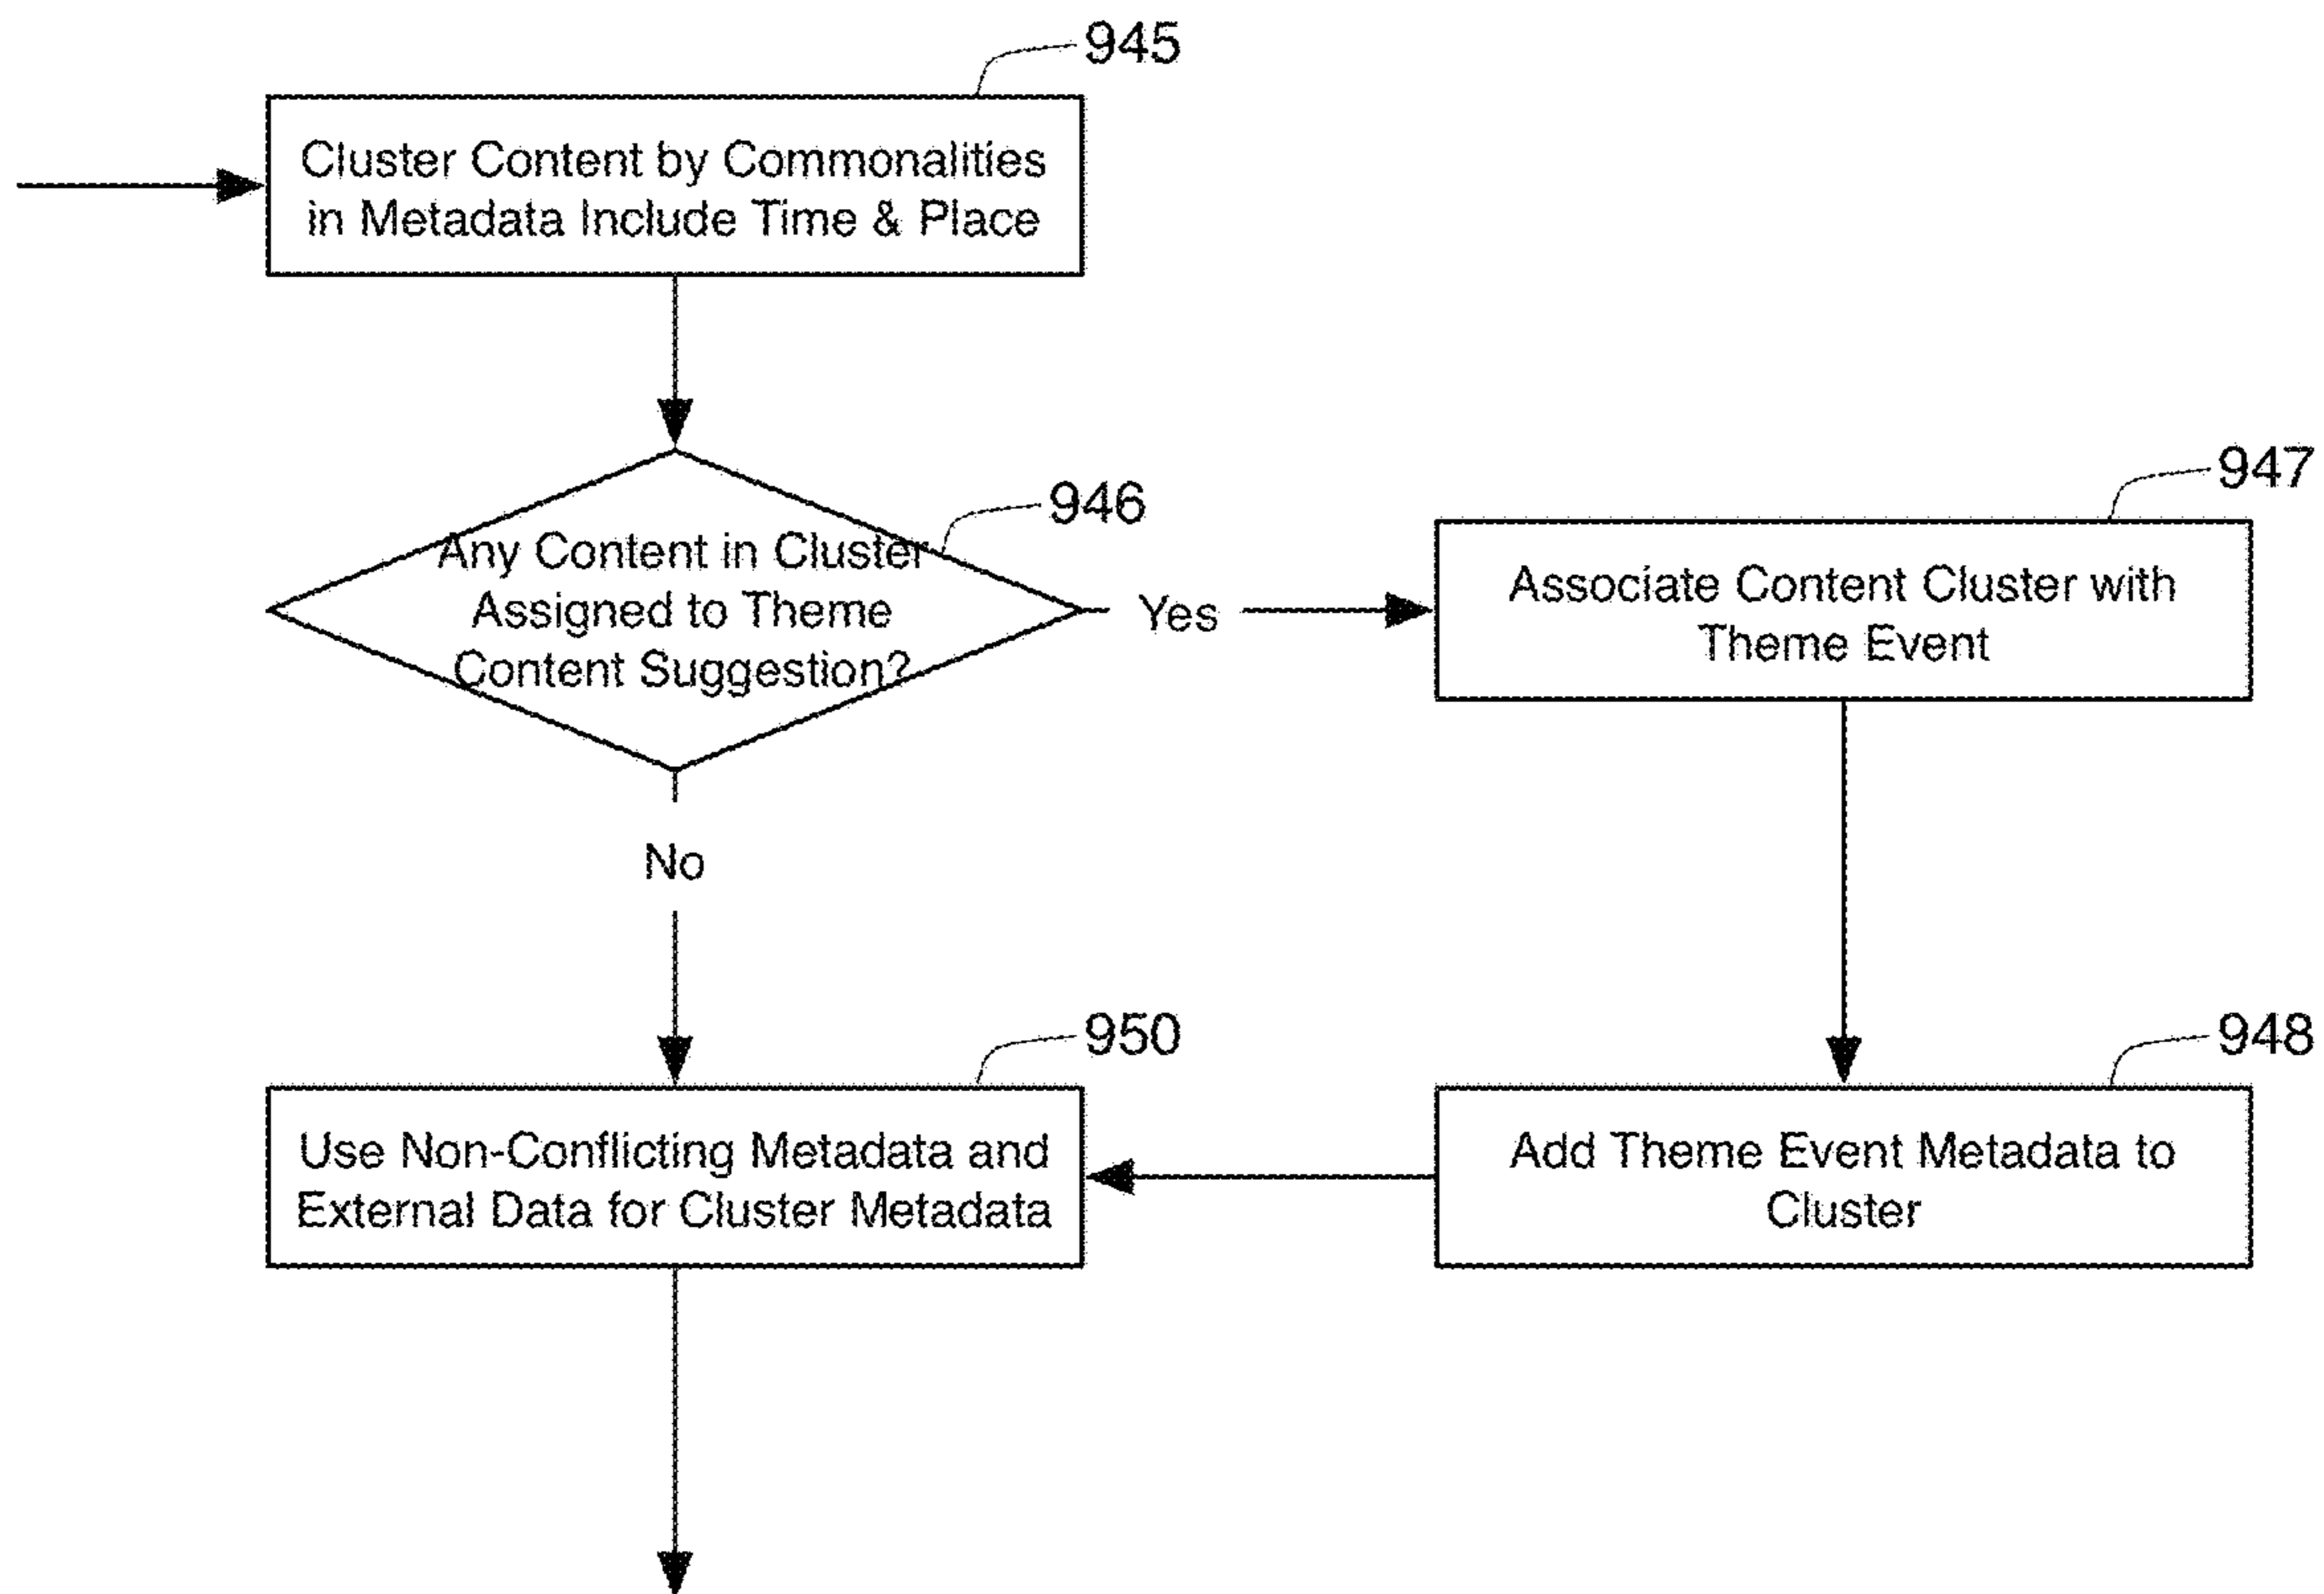 945
Cluster Content by Commonalities
in Metadata Include Time & Place
946
Any Content in Cluster
Assigned to Theme
Content Suggestion?
Yes
947
Associate Content Cluster with
Theme Event
No
950
Use Non-Conflicting Metadata and
External Data for Cluster Metadata
948
Add Theme Event Metadata to
Cluster